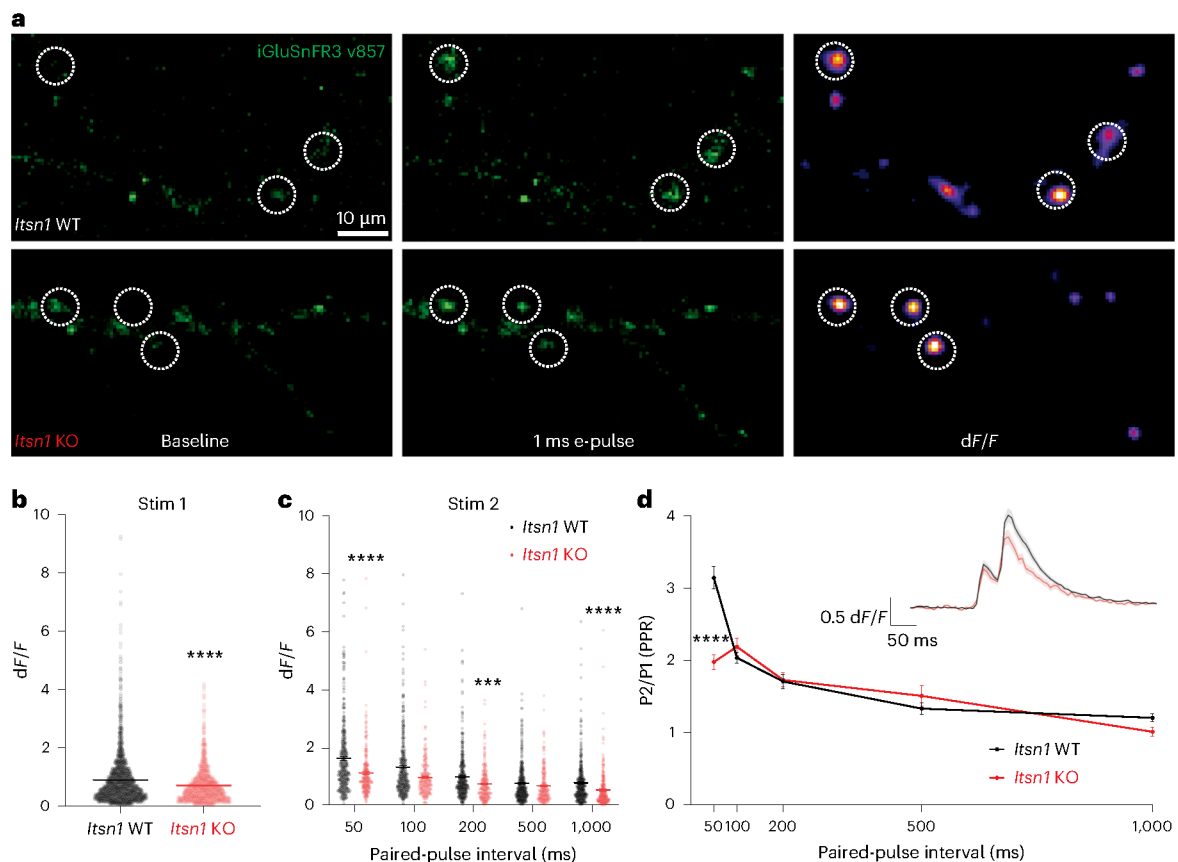 a
iGluSnFR3 v857
Itsn1 WT
10 μm
Itsn1 KO
Baseline
1 ms e-pulse
dF/F
b
Stim 1
10
8
6
4
2
0
dF/F
****
Itsn1 WT
Itsn1 KO
c
Stim 2
Itsn1 WT
Itsn1 KO
10
8
6
4
2
0
dF/F
****
***
****
50
100
200
500
1,000
Paired-pulse interval (ms)
d
4
3
2
1
0
P2/P1 (PPR)
****
0.5 dF/F
50 ms
Itsn1 WT
Itsn1 KO
50 100
200
500
1,000
Paired-pulse interval (ms)